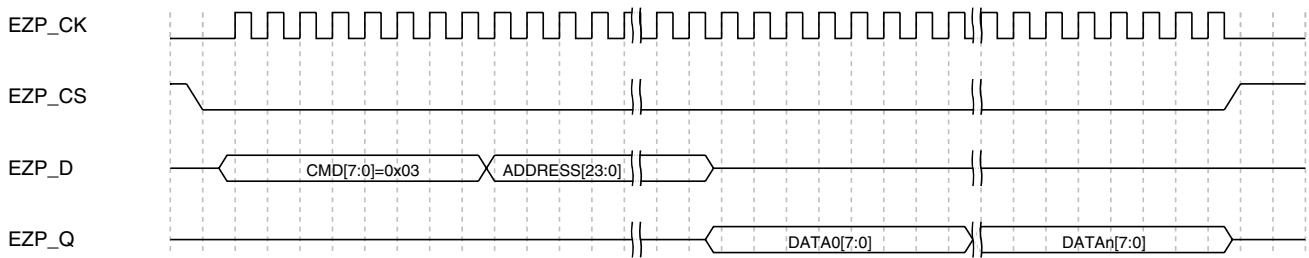 EZP_CK
EZP_CS
EZP_D CMD[7:0]=0x03 ADDRESS[23:0]
EZP_Q DATA0[7:0] DATAn[7:0]